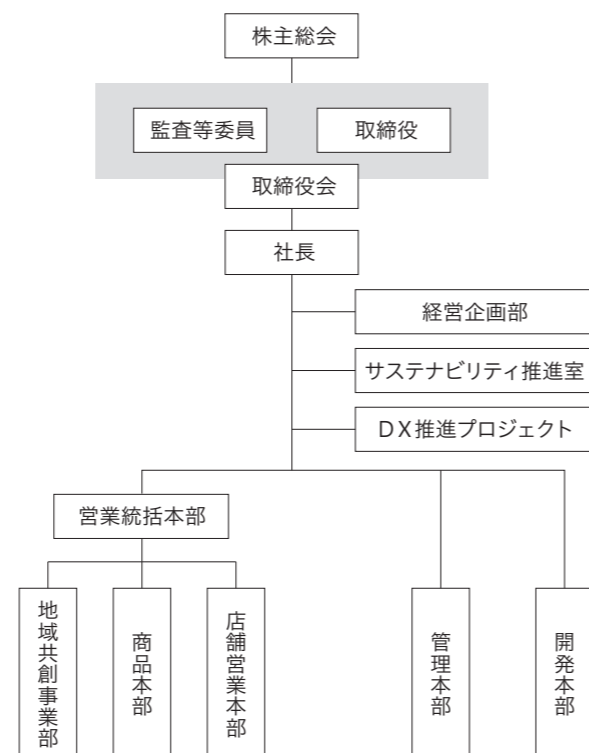 株主総会
監査等委員
取締役
取締役会
社長
経営企画部
サステナビリティ推進室
DX推進プロジェクト
営業統括本部
地域共創事業部
商品本部
店舗営業本部
管理本部
開発本部